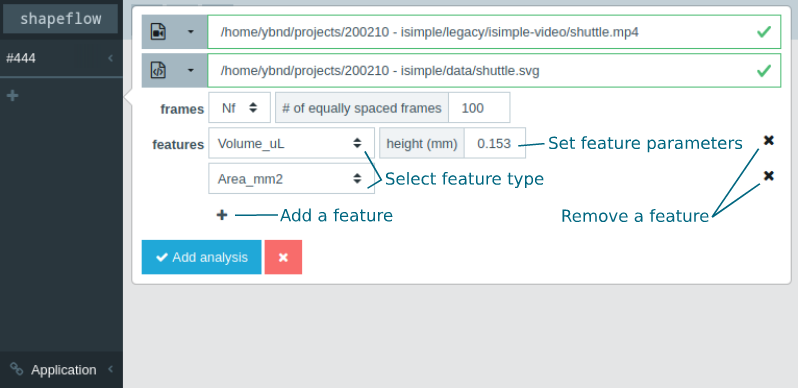 shapeflow
#444
/home/ybnd/projects/200210 - isimple/legacy/isimple-video/shuttle.mp4
/home/ybnd/projects/200210 - isimple/data/shuttle.svg
frames Nf # of equally spaced frames 100
features Volume_uL height (mm) 0.153 Set feature parameters
Area_mm2 Select feature type
Add a feature Remove a feature
Add analysis
Application